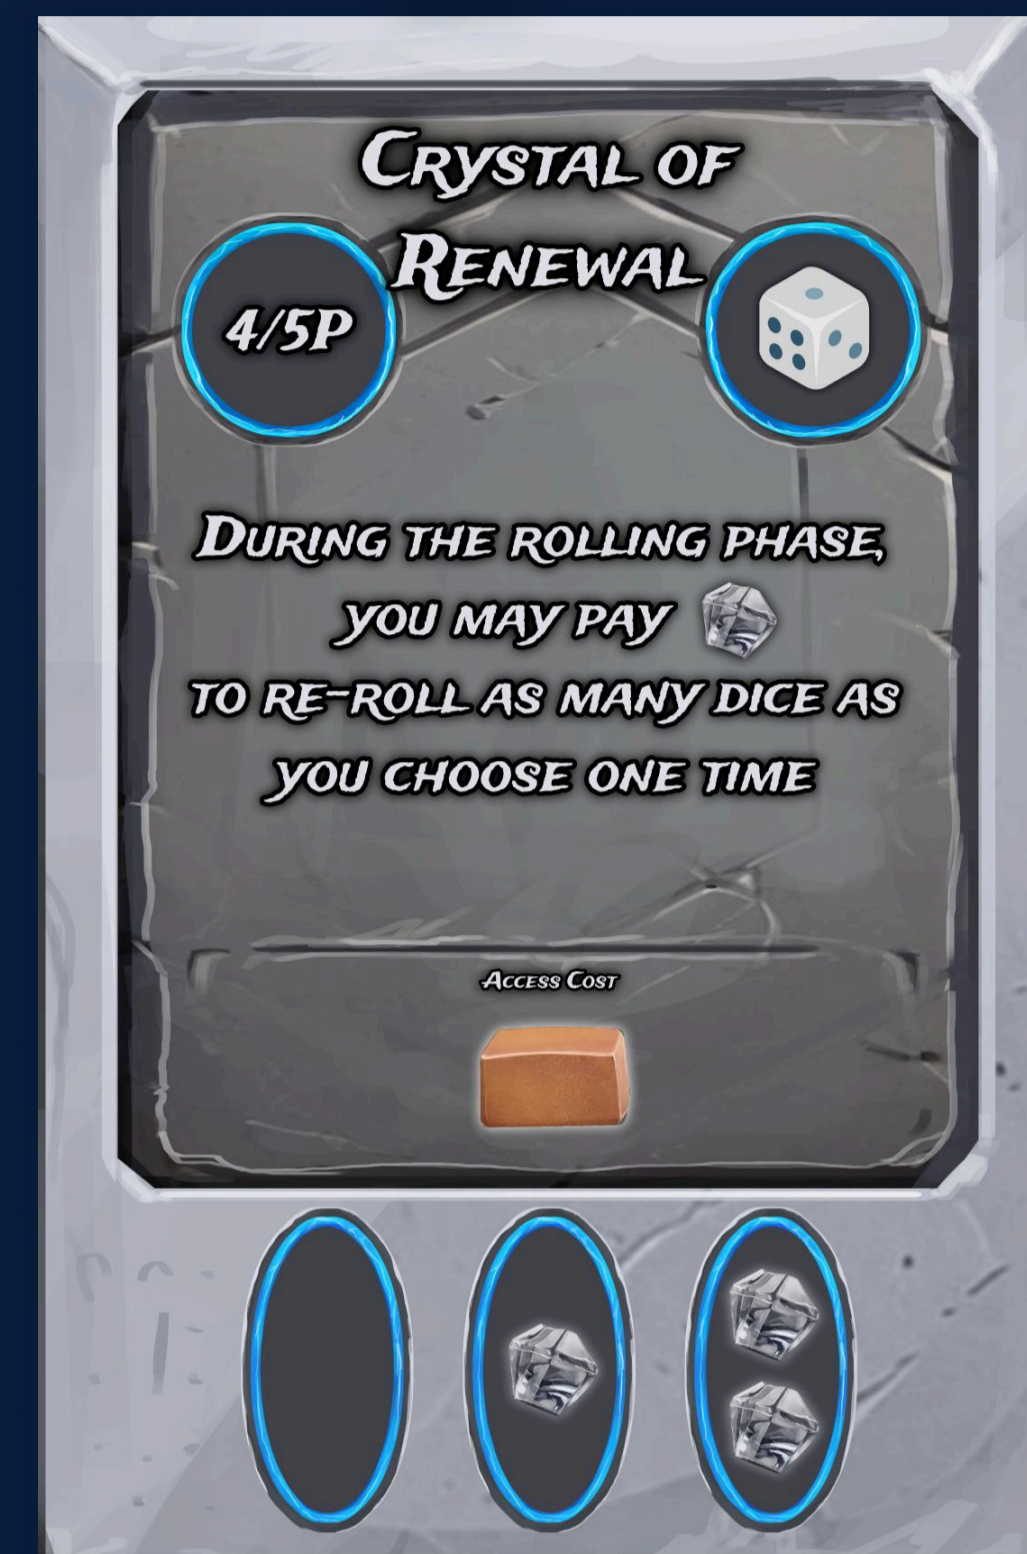 Crystal of
Renewal
4/5P
During the rolling phase,
you may pay
to re-roll as many dice as
you choose one time
Access Cost